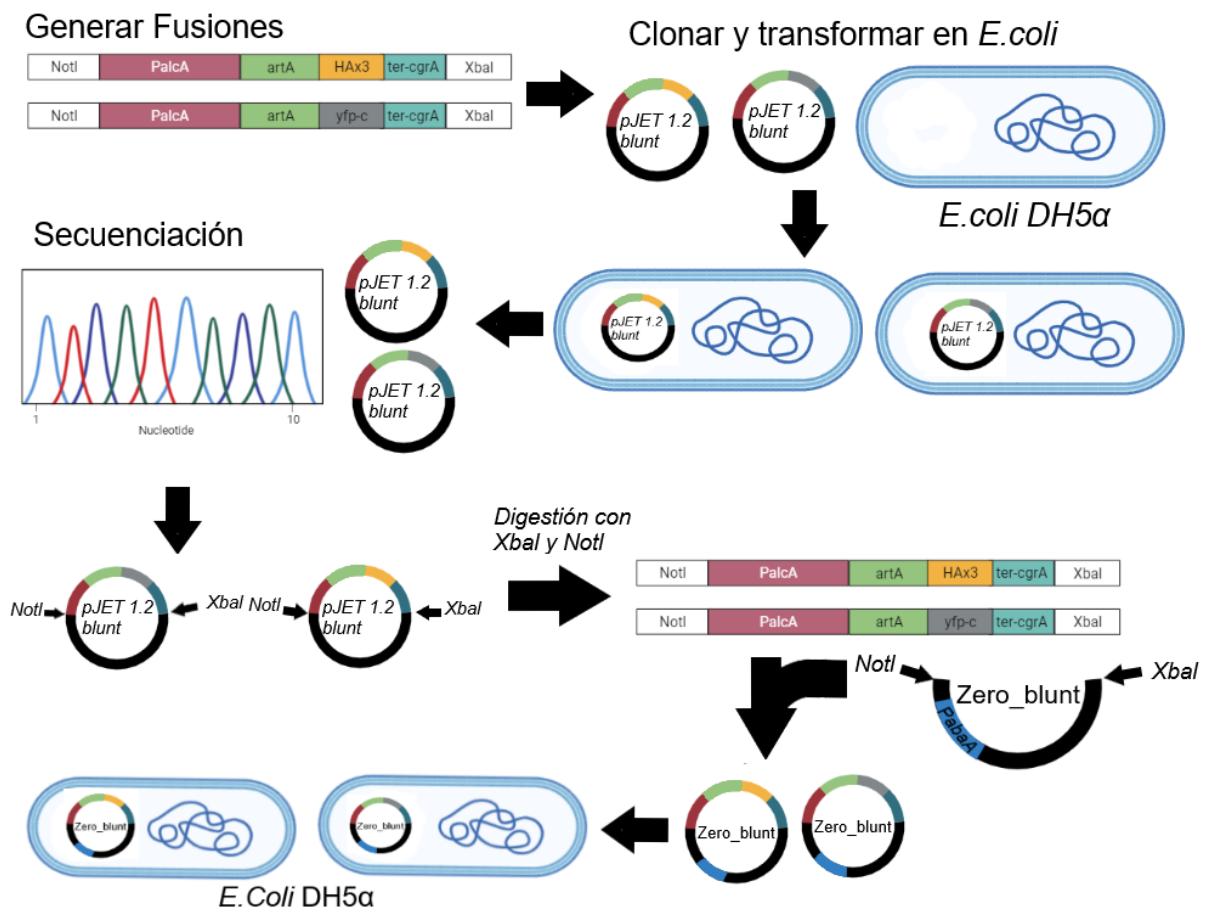 Generar Fusiones
NotI PalcA artA HAx3 ter-cgrA XbaI
NotI PalcA artA yfp-c ter-cgrA XbaI
Clonar y transformar en E.coli
pJET 1.2
blunt
pJET 1.2
blunt
E.coli DH5α
Secuenciación
1 10
Nucleotide
pJET 1.2
blunt
pJET 1.2
blunt
pJET 1.2
blunt
pJET 1.2
blunt
NotI
pJET 1.2
blunt
XbaI
NotI
pJET 1.2
blunt
XbaI
Digestión con
XbaI y NotI
NotI PalcA artA HAx3 ter-cgrA XbaI
NotI PalcA artA yfp-c ter-cgrA XbaI
NotI
XbaI
Zero_blunt
PabaA
Zero_blunt
Zero_blunt
Zero_blunt
Zero_blunt
E.Coli DH5α